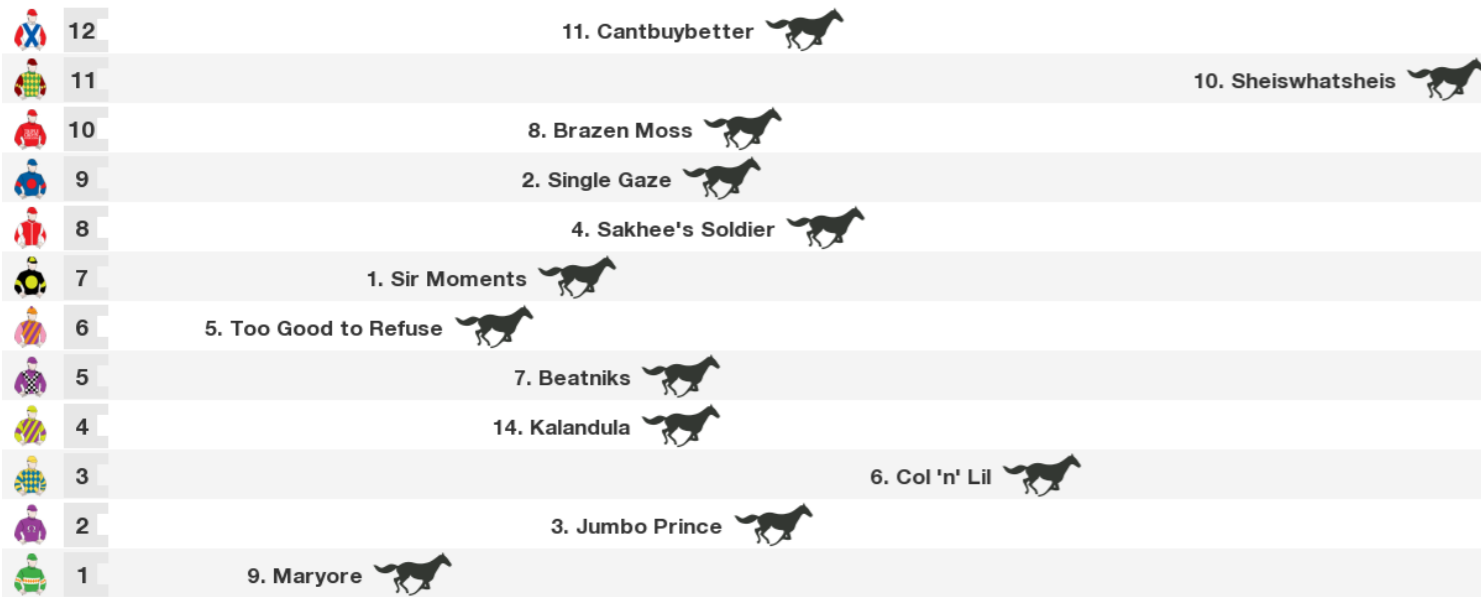 12 11. Cantbuybetter
11 10. Sheiswhatsheis
10 8. Brazen Moss
9 2. Single Gaze
8 4. Sakhee's Soldier
7 1. Sir Moments
6 5. Too Good to Refuse
5 7. Beatniks
4 14. Kalandula
3 6. Col 'n' Lil
2 3. Jumbo Prince
1 9. Maryore